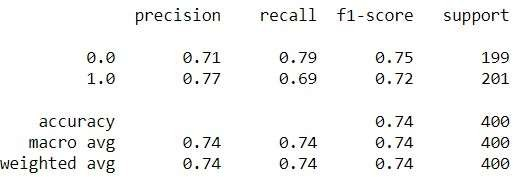 precision recall f1-score support
0.0 0.71 0.79 0.75 199
1.0 0.77 0.69 0.72 201
accuracy 0.74 400
macro avg 0.74 0.74 0.74 400
weighted avg 0.74 0.74 0.74 400